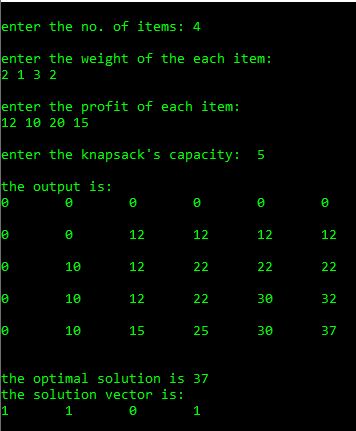 enter the no. of items: 4
enter the weight of the each item:
2 1 3 2
enter the profit of each item:
12 10 20 15
enter the knapsack's capacity:  5
the output is:
0 0 0 0 0 0
0 0 12 12 12 12
0 10 12 22 22 22
0 10 12 22 30 32
0 10 15 25 30 37
the optimal solution is 37
the solution vector is:
1 1 0 1